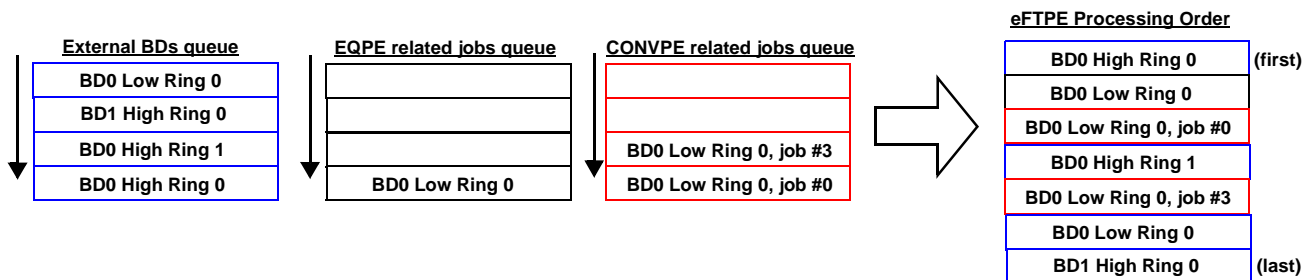 External BDs queue
BD0 Low Ring 0
BD1 High Ring 0
BD0 High Ring 1
BD0 High Ring 0
EQPE related jobs queue
BD0 Low Ring 0
CONVPE related jobs queue
BD0 Low Ring 0, job #3
BD0 Low Ring 0, job #0
eFTPE Processing Order
BD0 High Ring 0 (first)
BD0 Low Ring 0
BD0 Low Ring 0, job #0
BD0 High Ring 1
BD0 Low Ring 0, job #3
BD0 Low Ring 0
BD1 High Ring 0 (last)